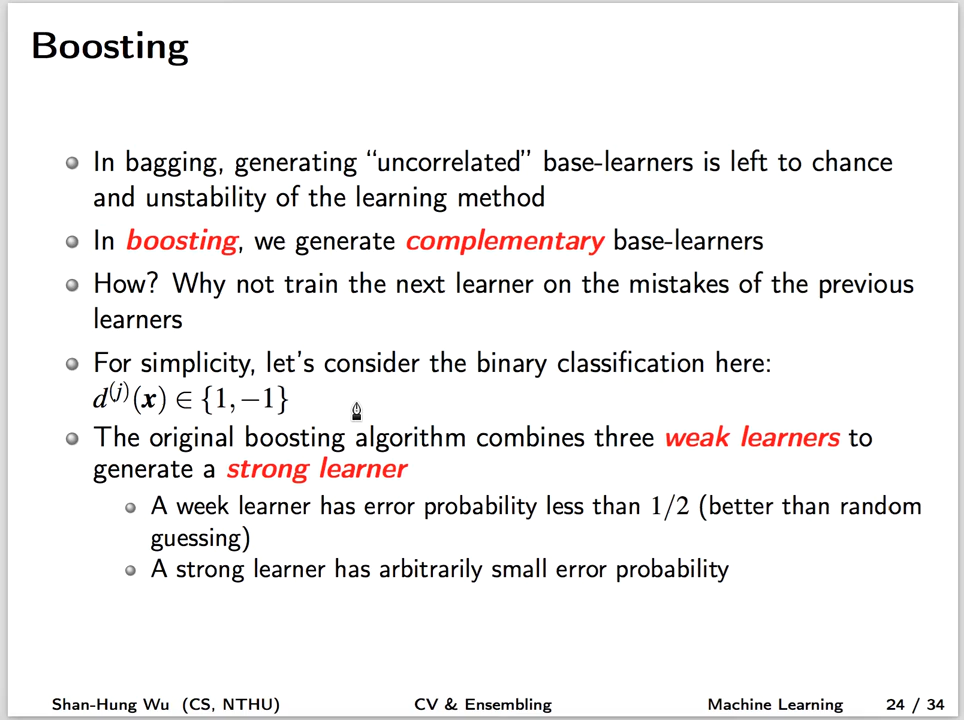 Boosting
In bagging, generating “uncorrelated” base-learners is left to chance
and unstability of the learning method
In boosting, we generate complementary base-learners
How? Why not train the next learner on the mistakes of the previous
learners
For simplicity, let's consider the binary classification here:
d^(j)(x) ∈ {1,−1}
The original boosting algorithm combines three weak learners to
generate a strong learner
A week learner has error probability less than 1/2 (better than random
guessing)
A strong learner has arbitrarily small error probability
Shan-Hung Wu (CS, NTHU) CV & Ensembling Machine Learning 24 / 34